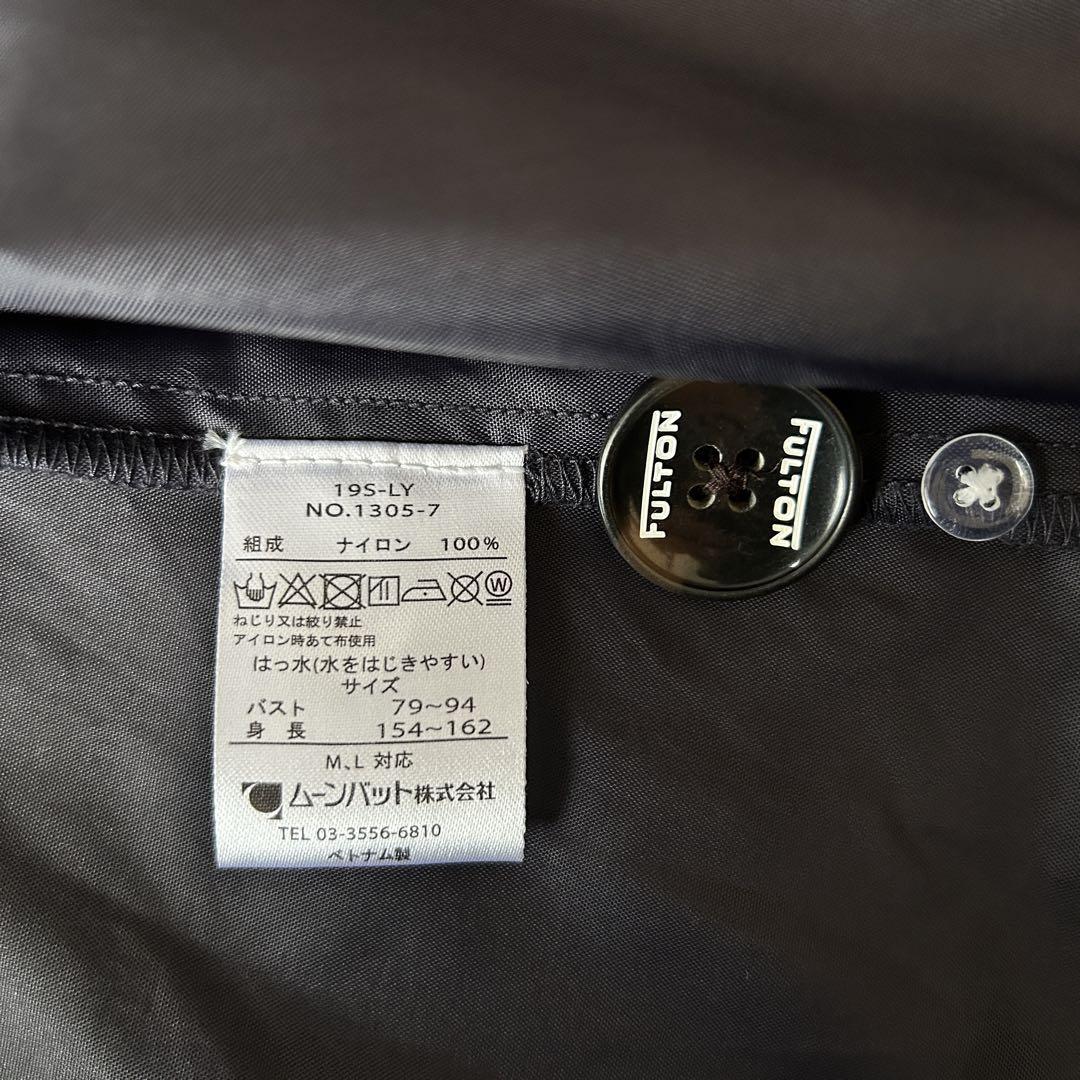 19S-LY
NO.1305-7
組成 ナイロン 100%
W
ねじり又は絞り禁止
アイロン時あて布使用
はっ水(水をはじきやすい)
サイズ
バスト 79~94
身長 154~162
M、L 対応
ムーンバット株式会社
TEL 03-3556-6810
ベトナム製
FULTON
FULTON